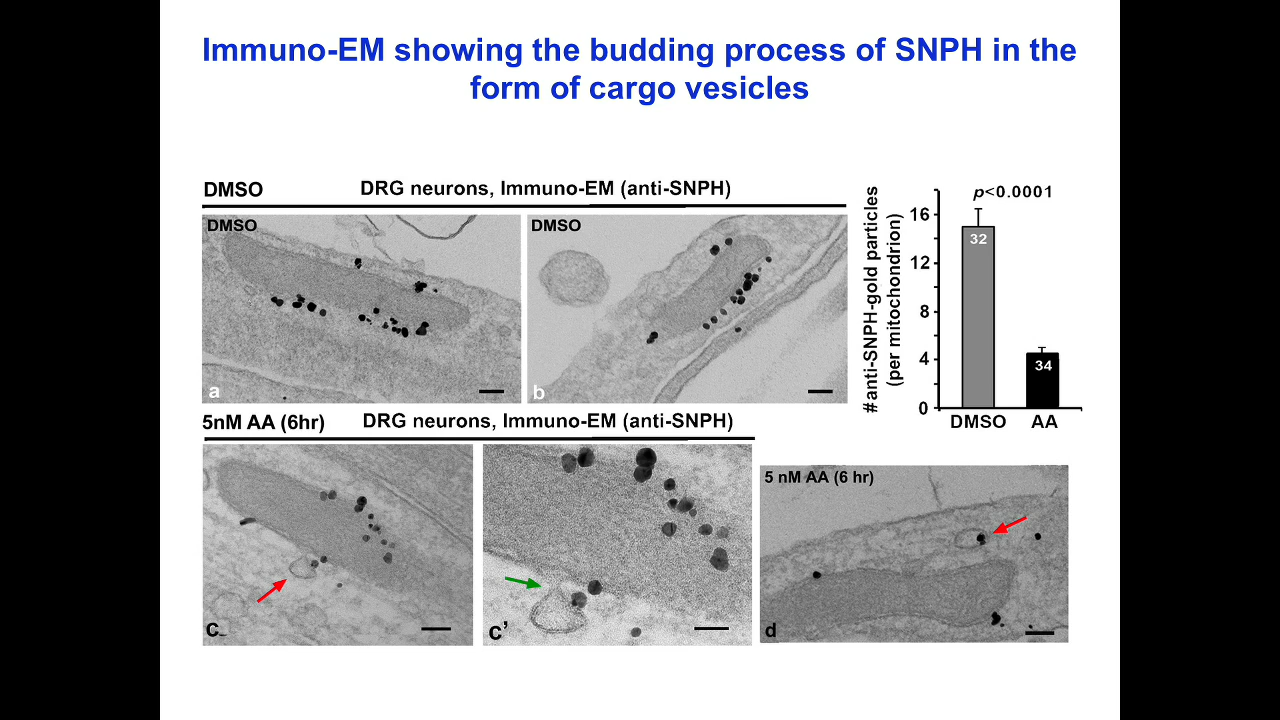 Immuno-EM showing the budding process of SNPH in the
form of cargo vesicles
DMSO
DRG neurons, Immuno-EM (anti-SNPH)
DMSO
a
DMSO
b
#anti-SNPH-gold particles
(per mitochondrion)
p<0.0001
16
12
8
4
0
32
34
DMSO
AA
5nM AA (6hr)
DRG neurons, Immuno-EM (anti-SNPH)
c
c’
5 nM AA (6 hr)
d